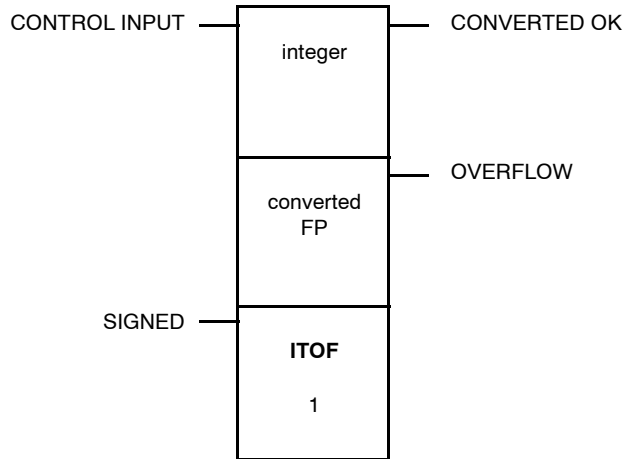 CONTROL INPUT
integer
CONVERTED OK
OVERFLOW
converted
FP
SIGNED
ITOF
1